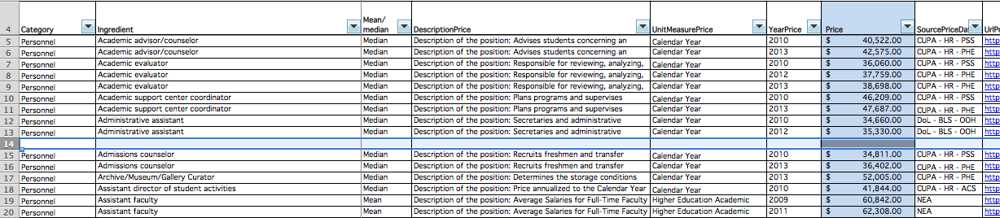 4 Category Ingredient Mean/ median DescriptionPrice UnitMeasurePrice YearPrice Price SourcePriceDa UrlP
5 Personnel Academic advisor/counselor Median Description of the position: Advises students concerning an Calendar Year 2010 $ 40,522.00 CUPA - HR - PSS http
6 Personnel Academic advisor/counselor Median Description of the position: Advises students concerning an Calendar Year 2013 $ 42,575.00 CUPA - HR - PHE http
7 Personnel Academic evaluator Median Description of the position: Responsible for reviewing, analyzing, Calendar Year 2010 $ 36,060.00 CUPA - HR - PSS http
8 Personnel Academic evaluator Median Description of the position: Responsible for reviewing, analyzing, Calendar Year 2012 $ 37,759.00 CUPA - HR - PHE http
9 Personnel Academic evaluator Median Description of the position: Responsible for reviewing, analyzing, Calendar Year 2013 $ 38,698.00 CUPA - HR - PHE http
10 Personnel Academic support center coordinator Median Description of the position: Plans programs and supervises Calendar Year 2010 $ 46,209.00 CUPA - HR - PSS http
11 Personnel Academic support center coordinator Median Description of the position: Plans programs and supervises Calendar Year 2013 $ 47,687.00 CUPA - HR - PHE http
12 Personnel Administrative assistant Median Description of the position: Secretaries and administrative Calendar Year 2010 $ 34,660.00 DoL - BLS - OOH http
13 Personnel Administrative assistant Median Description of the position: Secretaries and administrative Calendar Year 2012 $ 35,330.00 DoL - BLS - OOH http
14
15 Personnel Admissions counselor Median Description of the position: Recruits freshmen and transfer Calendar Year 2010 $ 34,811.00 CUPA - HR - PSS http
16 Personnel Admissions counselor Median Description of the position: Recruits freshmen and transfer Calendar Year 2013 $ 36,402.00 CUPA - HR - PHE http
17 Personnel Archive/Museum/Gallery Curator Median Description of the position: Determines the storage conditions Calendar Year 2013 $ 52,005.00 CUPA - HR - PHE http
18 Personnel Assistant director of student activities Median Description of the position: Price annualized to the Calendar Year Calendar Year 2010 $ 41,844.00 CUPA - HR - ACS http
19 Personnel Assistant faculty Mean Description of the position: Average Salaries for Full-Time Faculty Higher Education Academic 2009 $ 60,842.00 NEA http
20 Personnel Assistant faculty Mean Description of the position: Average Salaries for Full-Time Faculty Higher Education Academic 2011 $ 62,308.00 NEA http